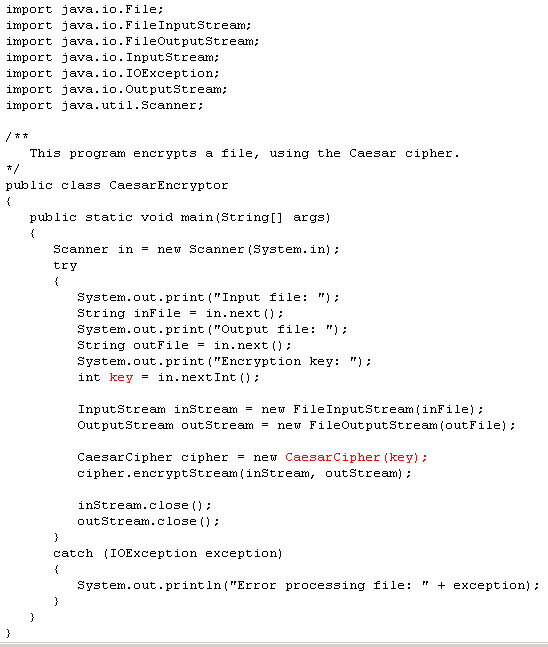 import java.io.File;
import java.io.FileInputStream;
import java.io.FileOutputStream;
import java.io.InputStream;
import java.io.IOException;
import java.io.OutputStream;
import java.util.Scanner;

/**
   This program encrypts a file, using the Caesar cipher.
*/
public class CaesarEncryptor
{
   public static void main(String[] args)
   {
      Scanner in = new Scanner(System.in);
      try
      {
         System.out.print("Input file: ");
         String inFile = in.next();
         System.out.print("Output file: ");
         String outFile = in.next();
         System.out.print("Encryption key: ");
         int key = in.nextInt();

         InputStream inStream = new FileInputStream(inFile);
         OutputStream outStream = new FileOutputStream(outFile);

         CaesarCipher cipher = new CaesarCipher(key);
         cipher.encryptStream(inStream, outStream);

         inStream.close();
         outStream.close();
      }
      catch (IOException exception)
      {
         System.out.println("Error processing file: " + exception);
      }
   }
}